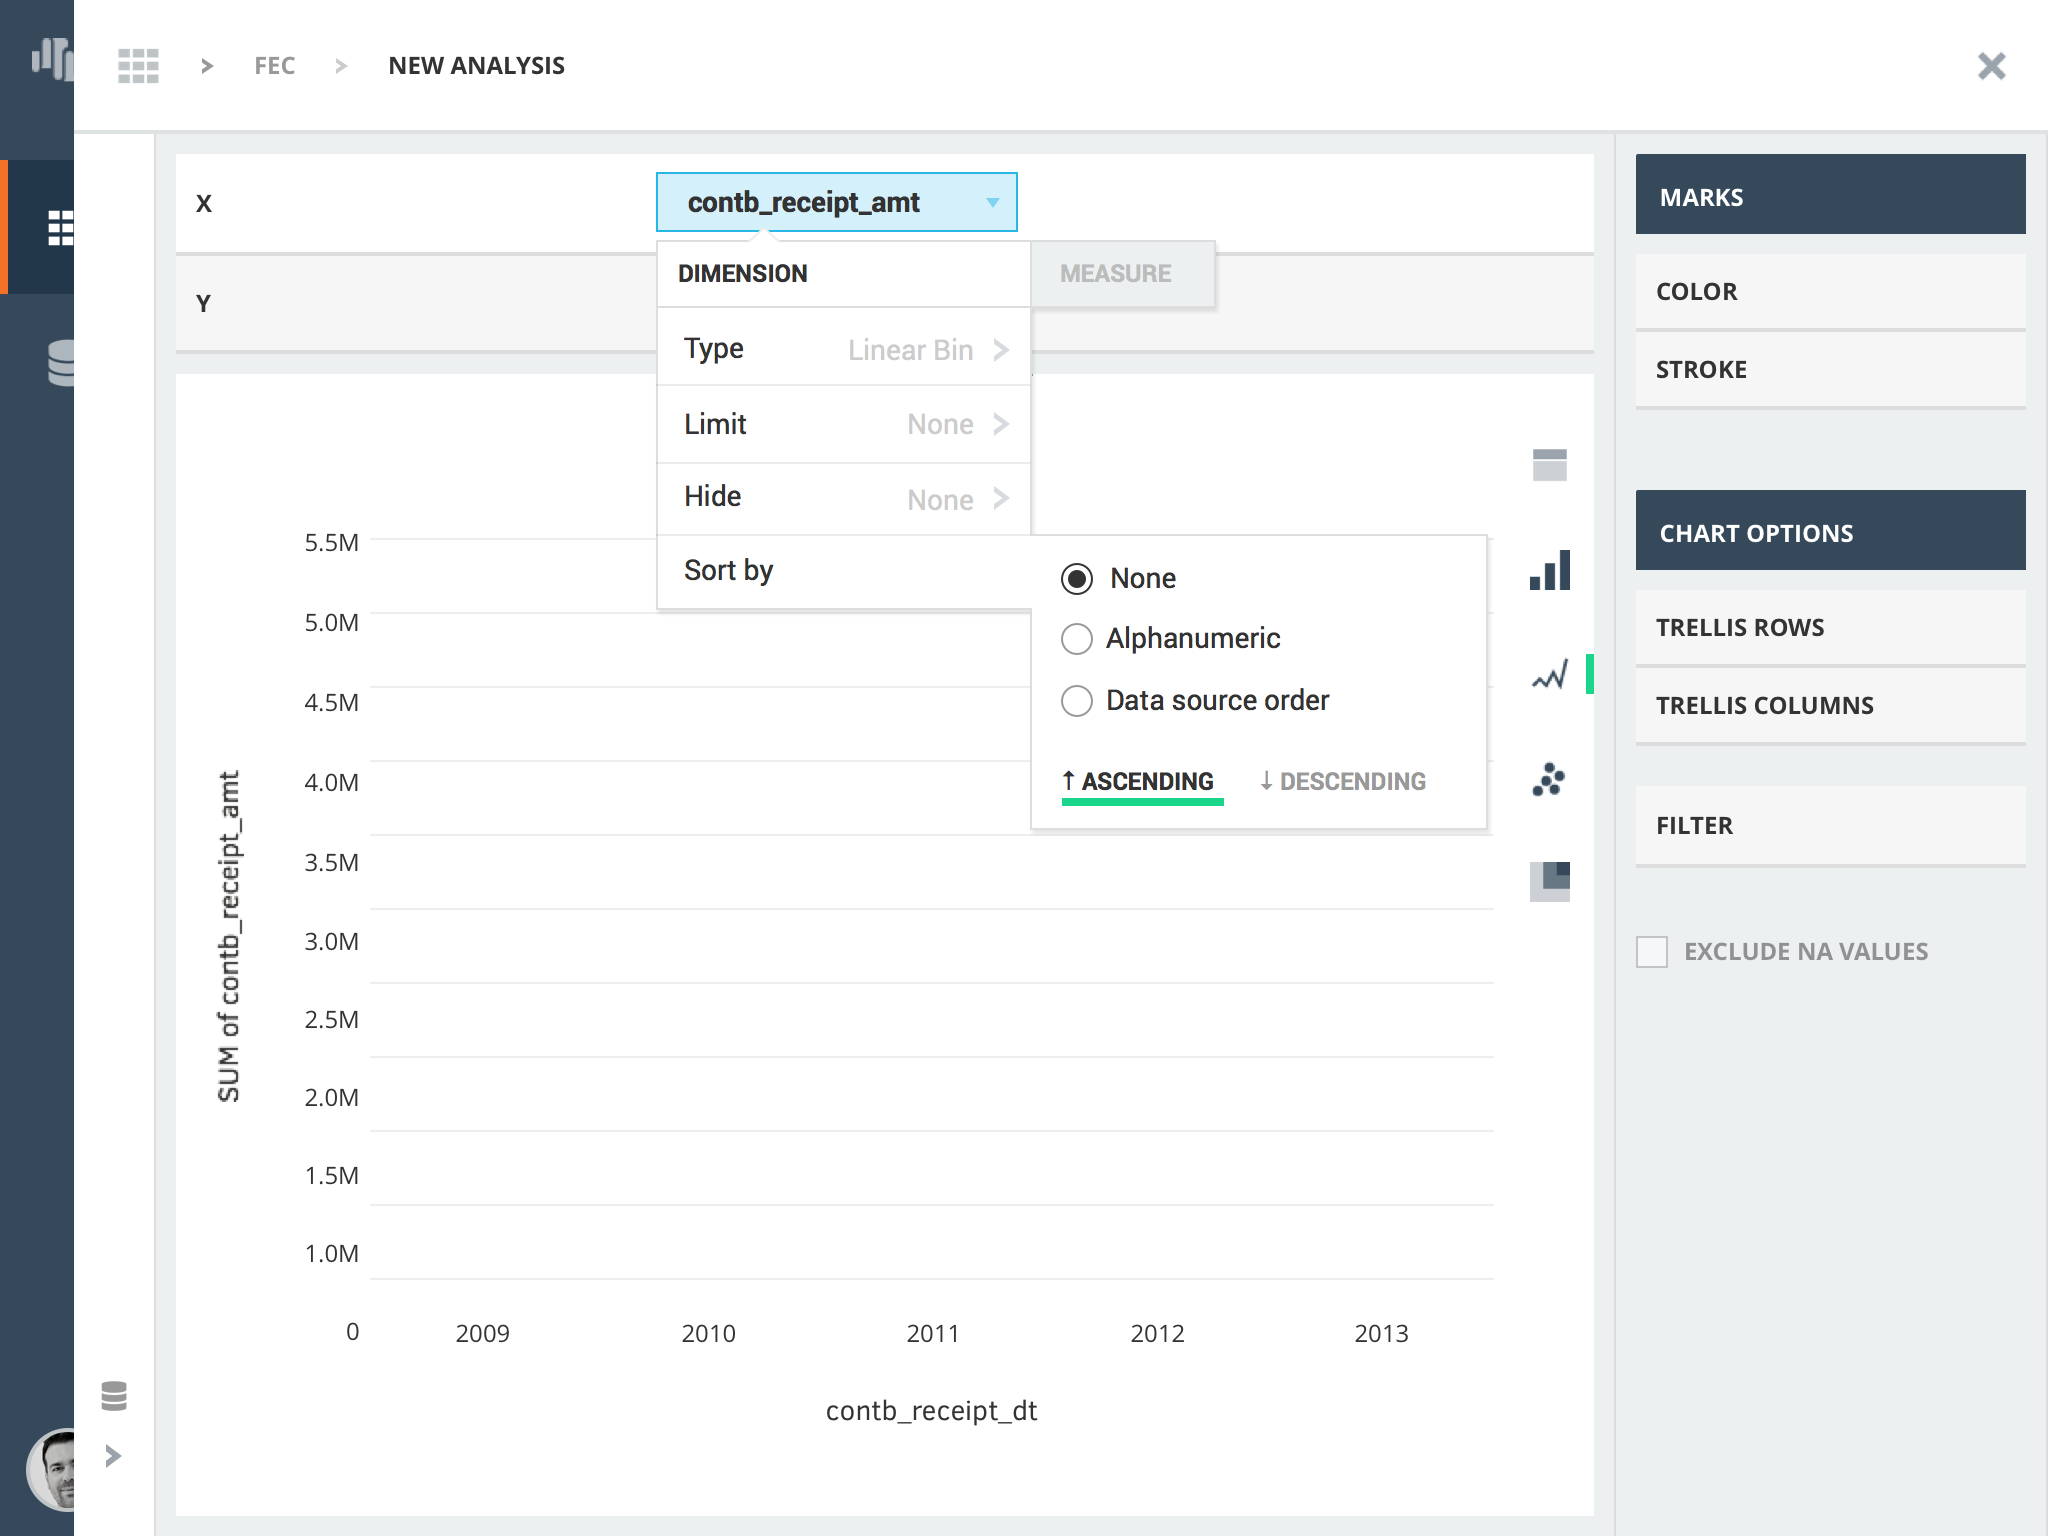 FEC
NEW ANALYSIS
X
contb_receipt_amt
Y
DIMENSION
MEASURE
Type
Linear Bin
Limit
None
Hide
None
Sort by
None
Alphanumeric
Data source order
↑ ASCENDING
↓ DESCENDING
SUM of contb_receipt_amt
5.5M
5.0M
4.5M
4.0M
3.5M
3.0M
2.5M
2.0M
1.5M
1.0M
0
2009
2010
2011
2012
2013
contb_receipt_dt
MARKS
COLOR
STROKE
CHART OPTIONS
TRELLIS ROWS
TRELLIS COLUMNS
FILTER
EXCLUDE NA VALUES